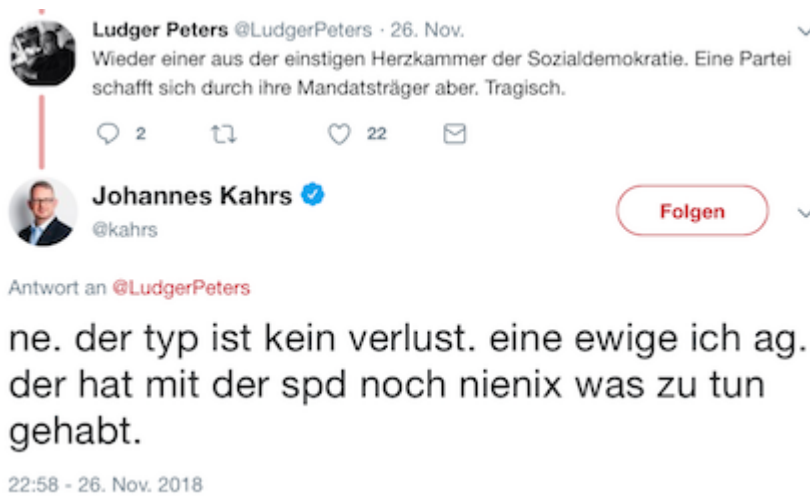 Ludger Peters @LudgerPeters · 26. Nov.
Wieder einer aus der einstigen Herzkammer der Sozialdemokratie. Eine Partei
schafft sich durch ihre Mandatsträger aber. Tragisch.
2 22
Johannes Kahrs
@kahrs
Folgen
Antwort an @LudgerPeters
ne. der typ ist kein verlust. eine ewige ich ag.
der hat mit der spd noch nienix was zu tun
gehabt.
22:58 - 26. Nov. 2018